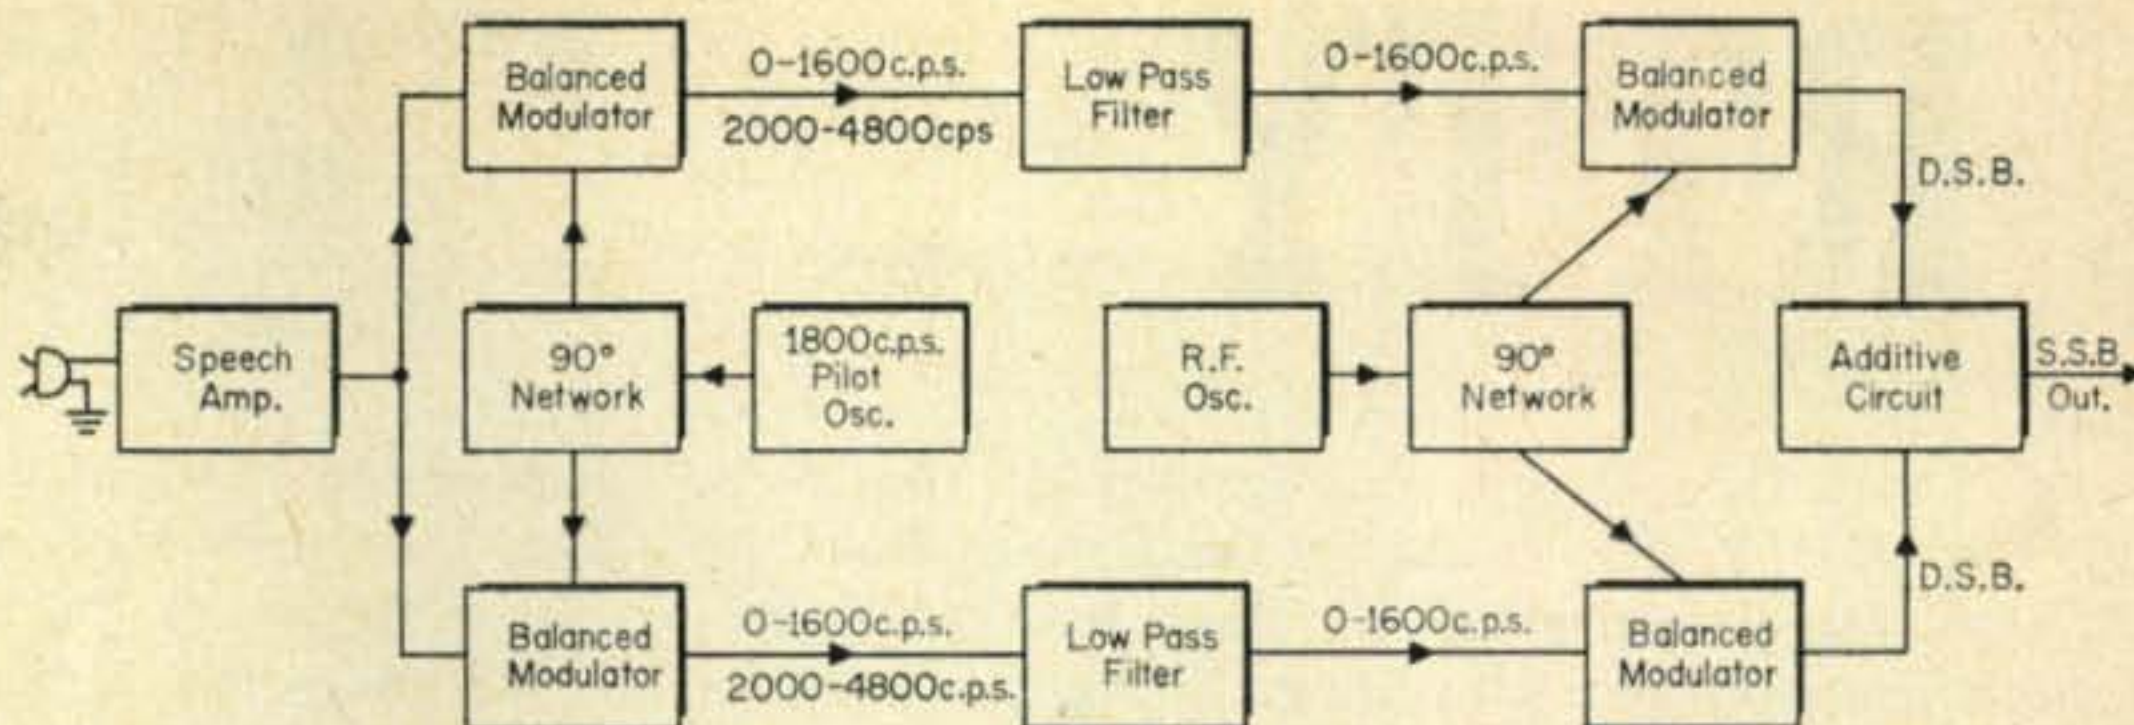 Balanced
Modulator
0-1600c.p.s.
2000-4800cps
Low Pass
Filter
0-1600c.p.s.
Balanced
Modulator
D.S.B.
Speech
Amp.
90°
Network
1800c.p.s.
Pilot
Osc.
R.F.
Osc.
90°
Network
Additive
Circuit
S.S.B
Out.
Balanced
Modulator
0-1600c.p.s.
2000-4800c.p.s.
Low Pass
Filter
0-1600c.p.s.
Balanced
Modulator
D.S.B.